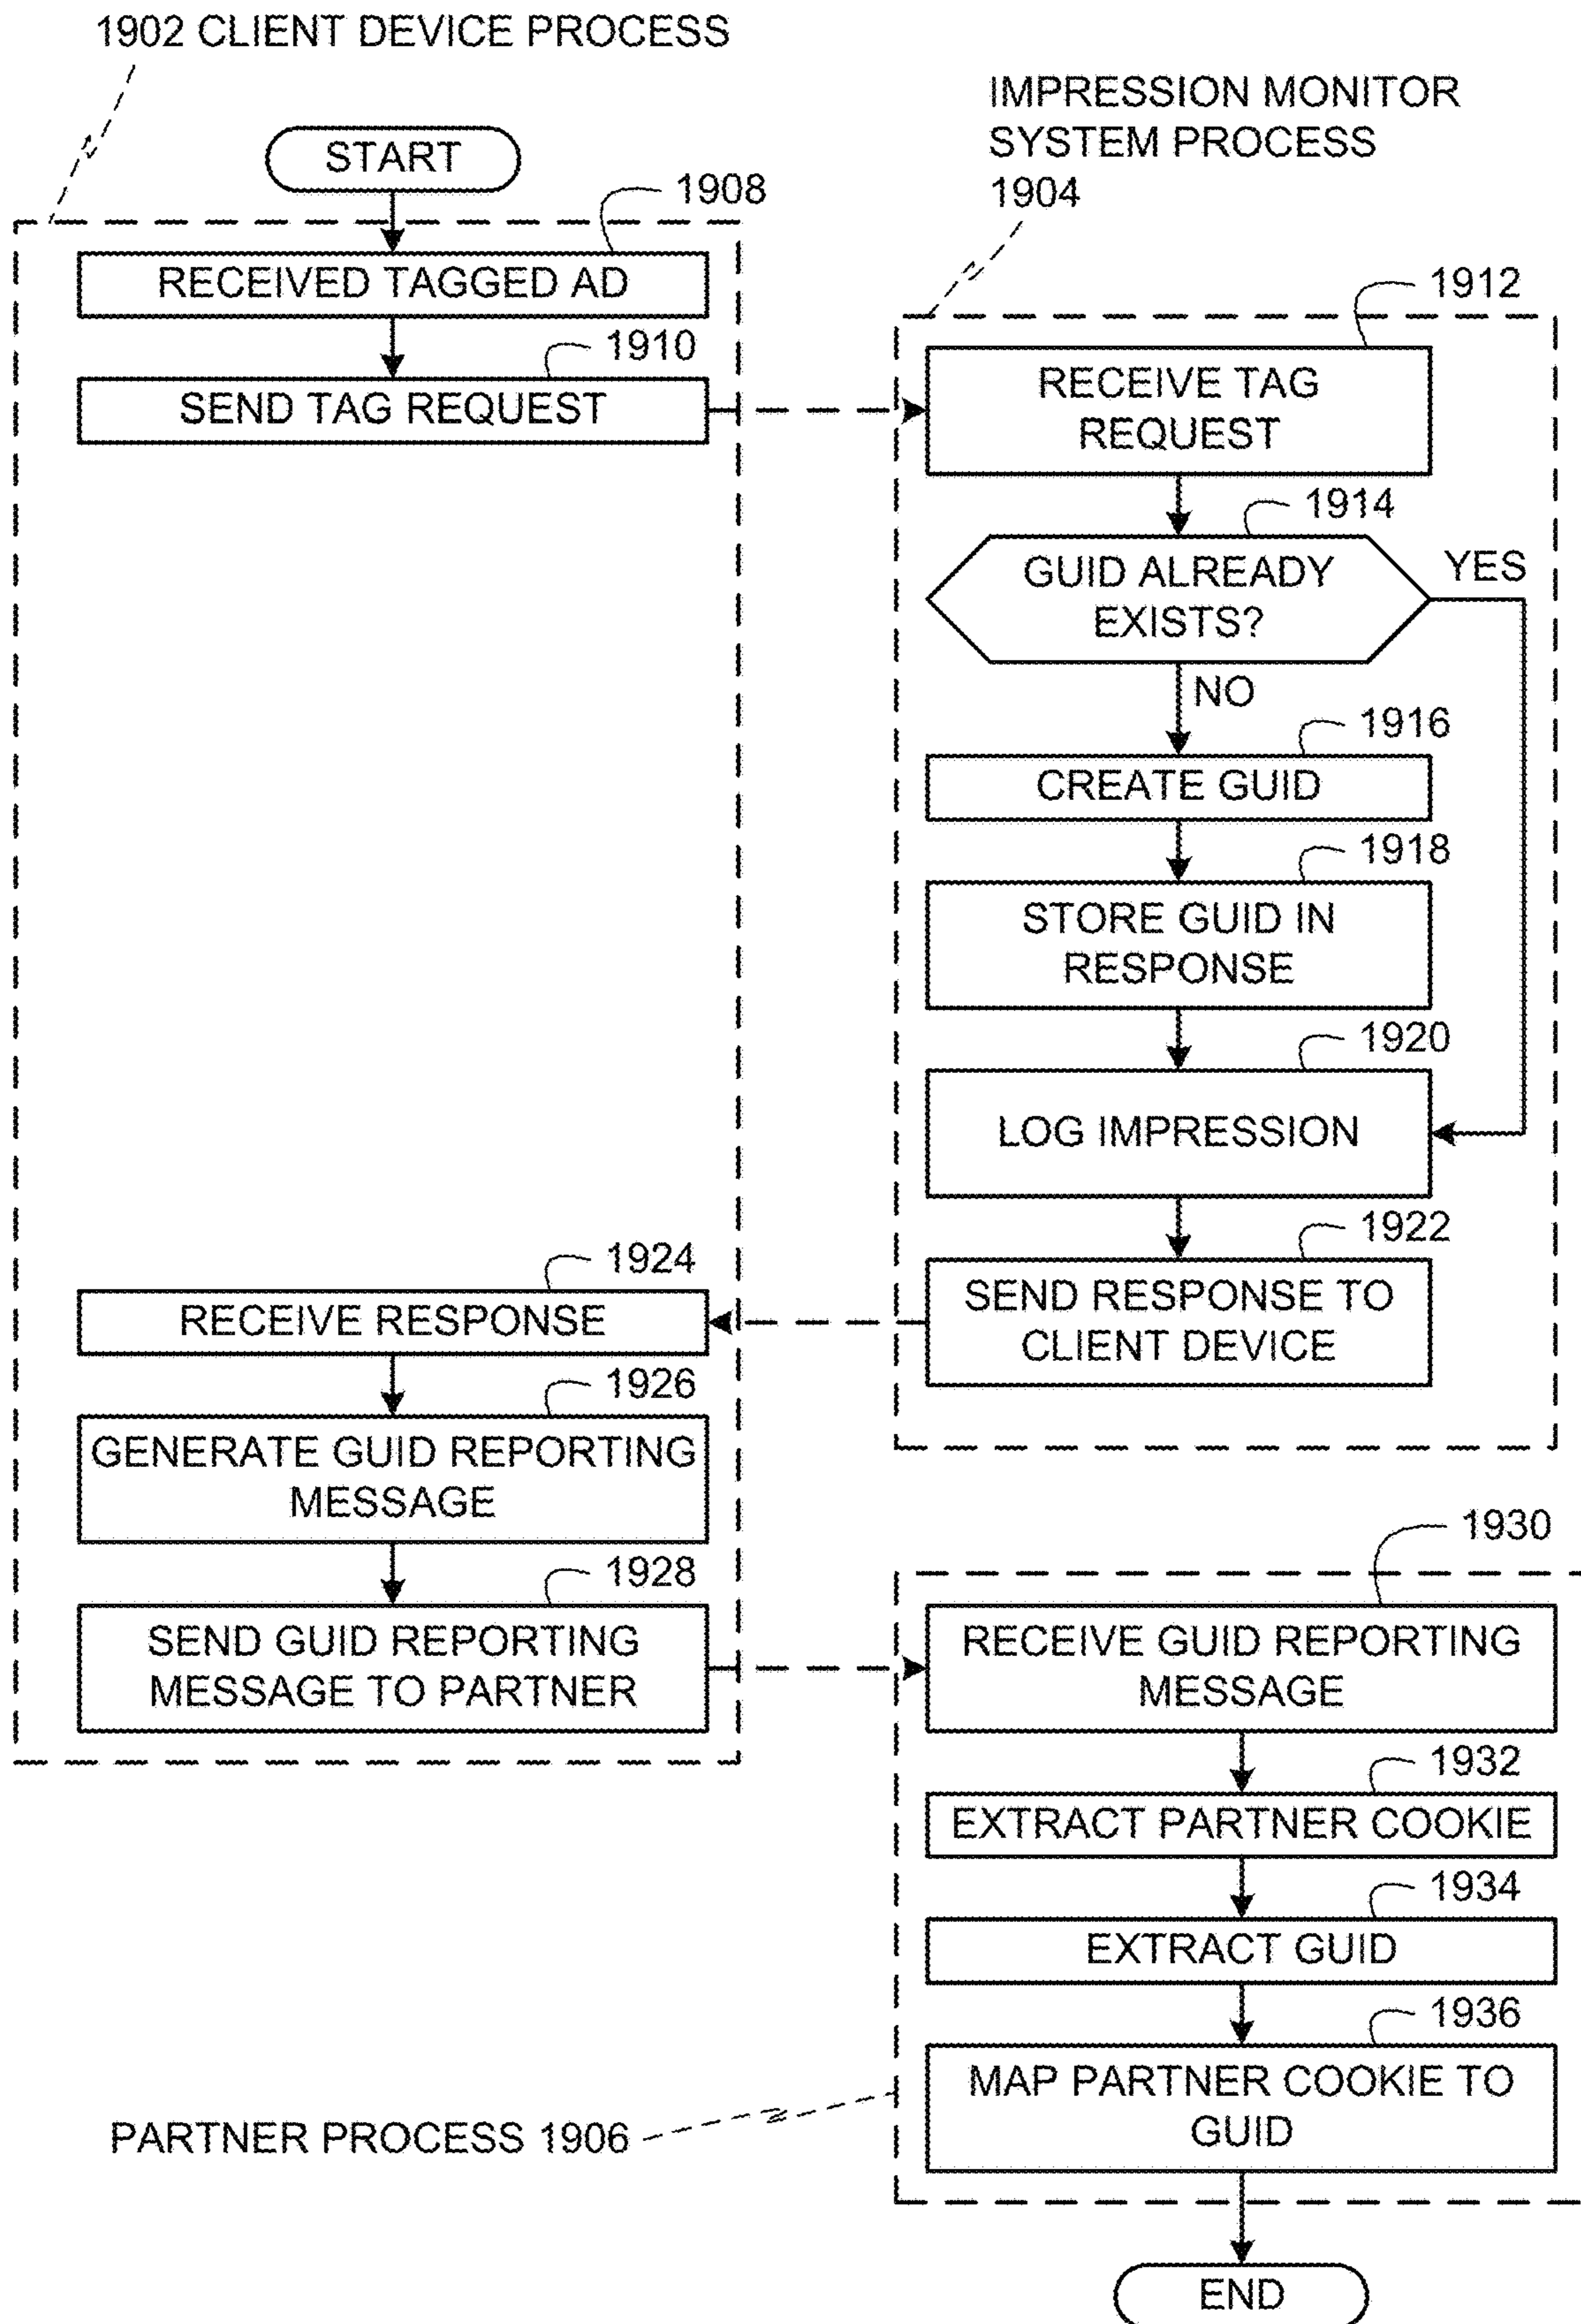 1902 CLIENT DEVICE PROCESS
IMPRESSION MONITOR
SYSTEM PROCESS
1904
START
1908
RECEIVED TAGGED AD
1910
SEND TAG REQUEST
1912
RECEIVE TAG
REQUEST
1914
GUID ALREADY
EXISTS?
YES
NO
1916
CREATE GUID
1918
STORE GUID IN
RESPONSE
1920
LOG IMPRESSION
1922
SEND RESPONSE TO
CLIENT DEVICE
1924
RECEIVE RESPONSE
1926
GENERATE GUID REPORTING
MESSAGE
1928
SEND GUID REPORTING
MESSAGE TO PARTNER
1930
RECEIVE GUID REPORTING
MESSAGE
1932
EXTRACT PARTNER COOKIE
1934
EXTRACT GUID
1936
MAP PARTNER COOKIE TO
GUID
PARTNER PROCESS 1906
END